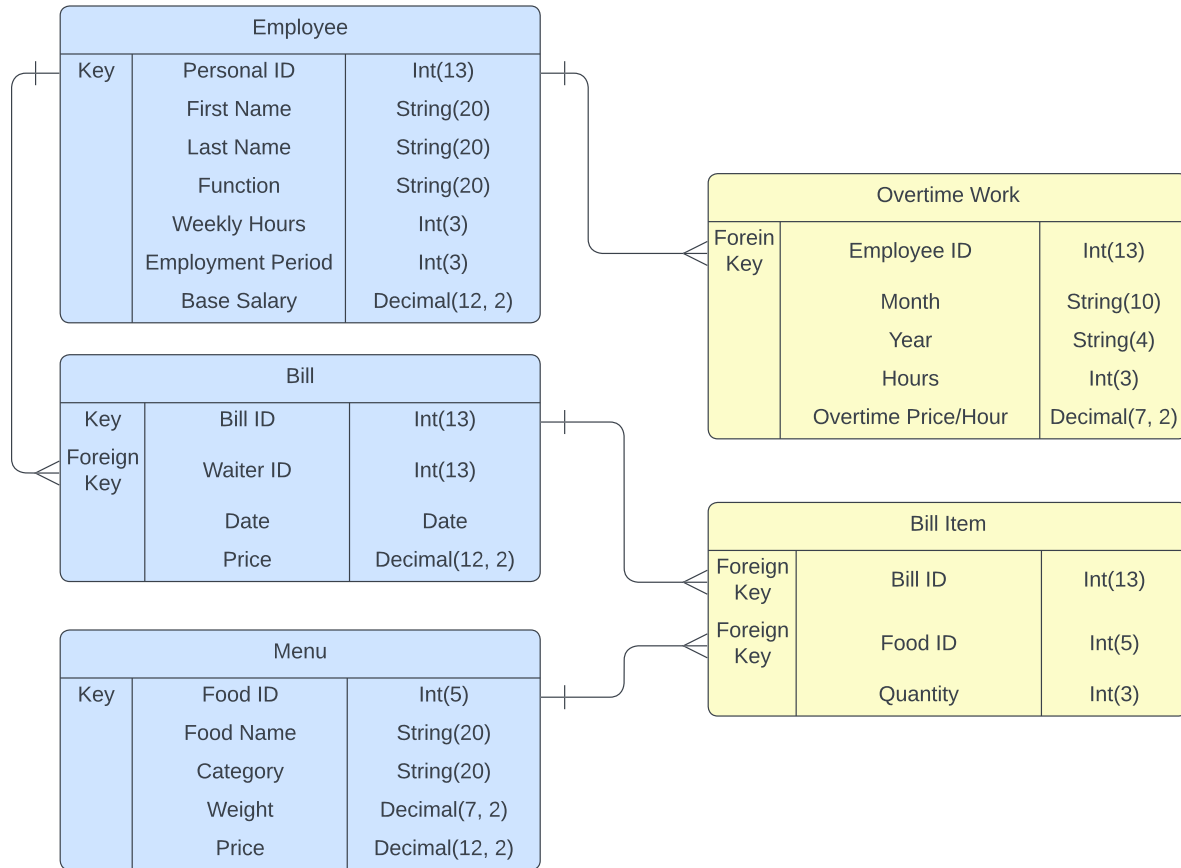 Employee
Key Personal ID Int(13)
First Name String(20)
Last Name String(20)
Function String(20)
Weekly Hours Int(3)
Employment Period Int(3)
Base Salary Decimal(12, 2)
Overtime Work
Forein
Key
Employee ID Int(13)
Month String(10)
Year String(4)
Hours Int(3)
Overtime Price/Hour Decimal(7, 2)
Bill
Key Bill ID Int(13)
Foreign
Key
Waiter ID Int(13)
Date Date
Price Decimal(12, 2)
Bill Item
Foreign
Key
Bill ID Int(13)
Foreign
Key
Food ID Int(5)
Quantity Int(3)
Menu
Key Food ID Int(5)
Food Name String(20)
Category String(20)
Weight Decimal(7, 2)
Price Decimal(12, 2)